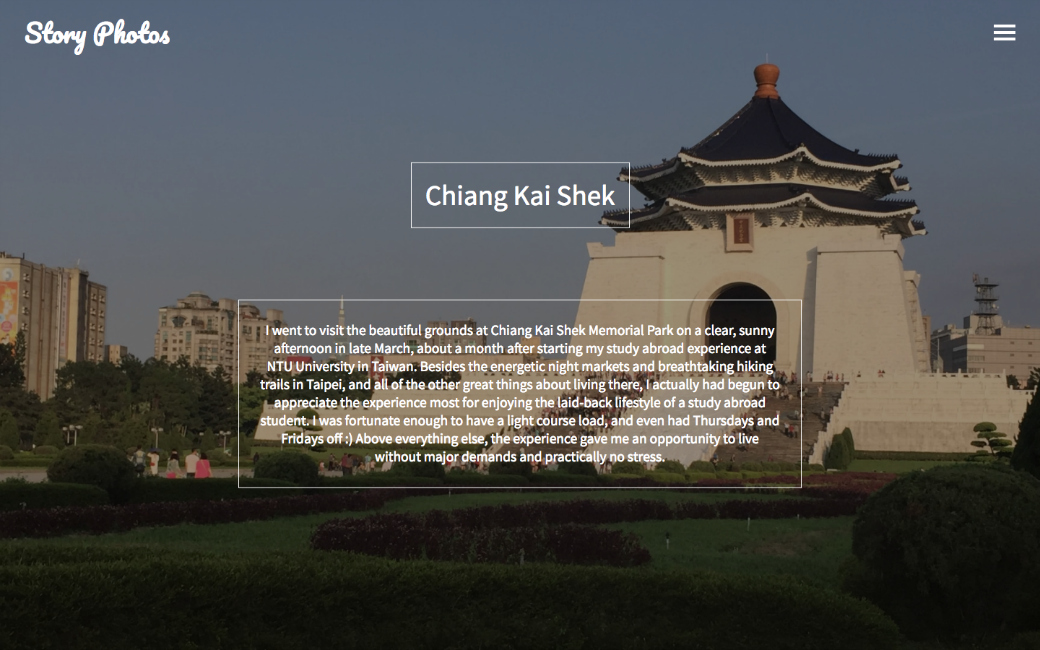 Story Photos
Chiang Kai Shek
I went to visit the beautiful grounds at Chiang Kai Shek Memorial Park on a clear, sunny
afternoon in late March, about a month after starting my study abroad experience at
NTU University in Taiwan. Besides the energetic night markets and breathtaking hiking
trails in Taipei, and all of the other great things about living there, I actually had begun to
appreciate the experience most for enjoying the laid-back lifestyle of a study abroad
student. I was fortunate enough to have a light course load, and even had Thursdays and
Fridays off :) Above everything else, the experience gave me an opportunity to live
without major demands and practically no stress.